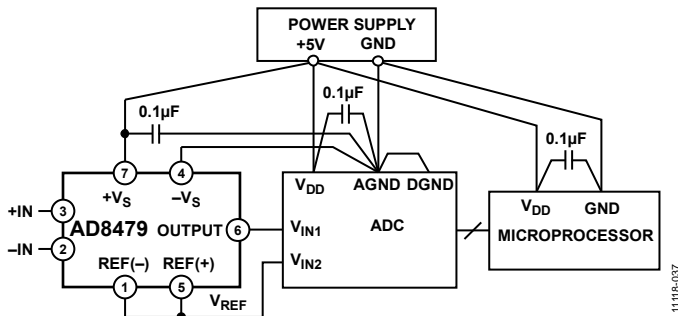 POWER SUPPLY
+5V GND
0.1µF
0.1µF
0.1µF
7 4
+VS –VS
VDD AGND DGND
VDD GND
+IN 3
AD8479 OUTPUT 6
VIN1 ADC
MICROPROCESSOR
–IN 2
REF(–) REF(+)
VIN2
1 5
VREF
11118-037